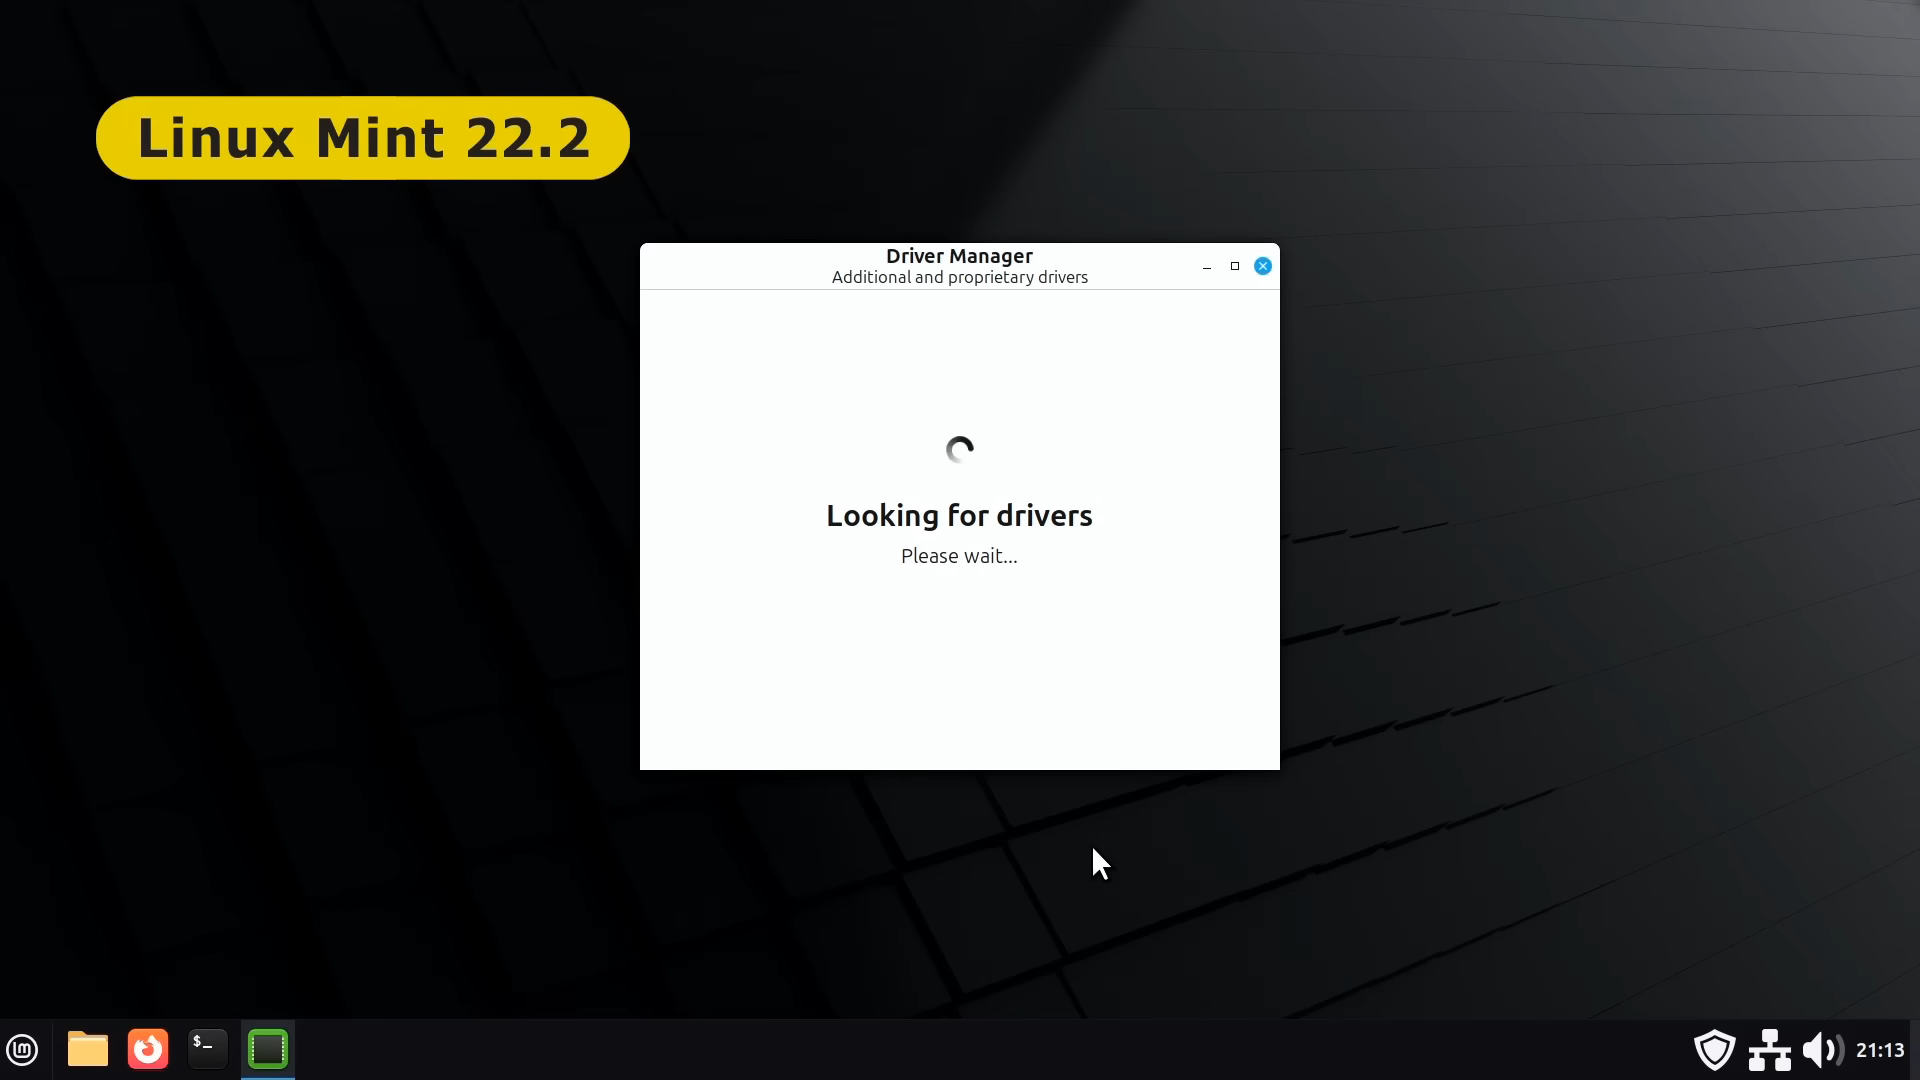 Linux Mint 22.2
Driver Manager
Additional and proprietary drivers
Looking for drivers
Please wait...
$_
21:13